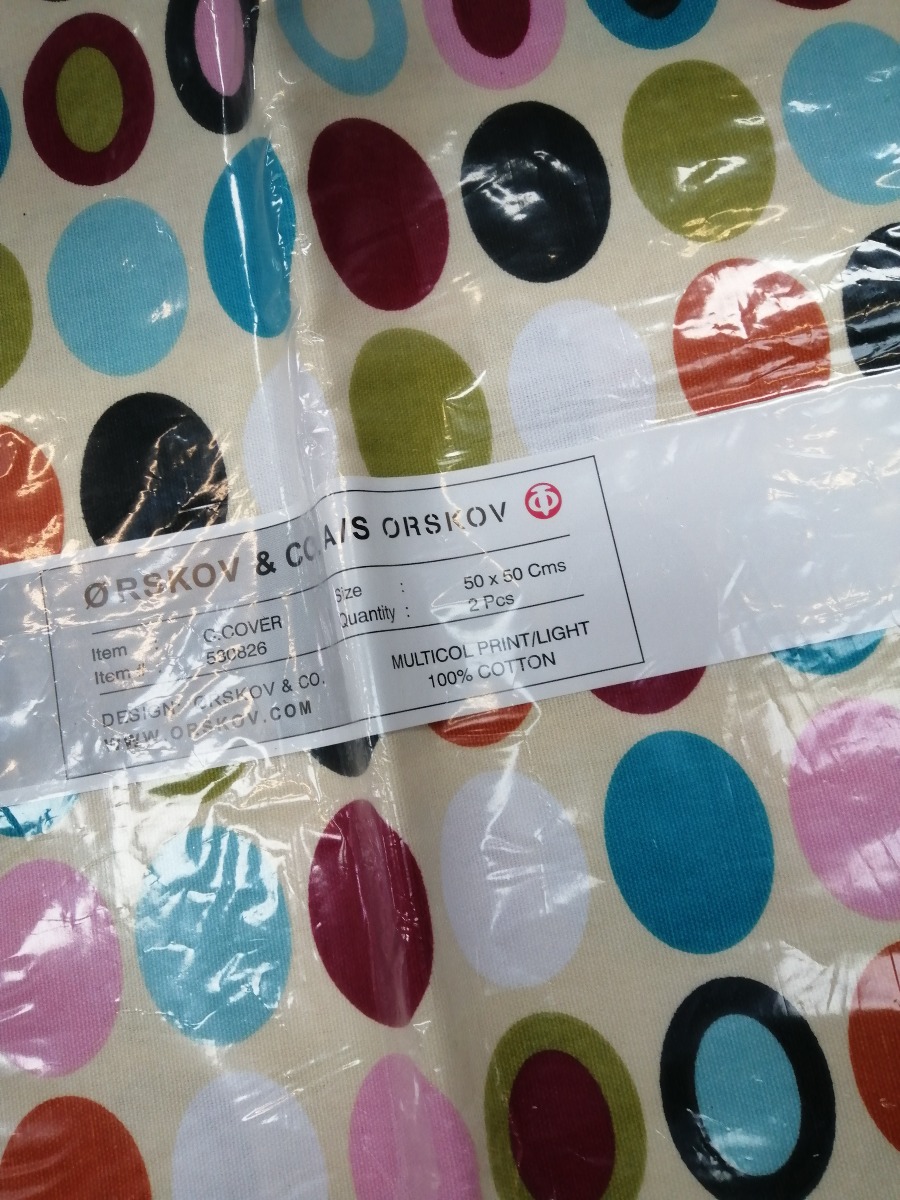 ØRSKOV & CO.A/S ORSKOV
Item : C.COVER
Item # : 530826
Size : 50 x 50 Cms
Quantity : 2 Pcs
DESIGN: ORSKOV & CO.
WWW.ORSKOV.COM
MULTICOL PRINT/LIGHT
100% COTTON